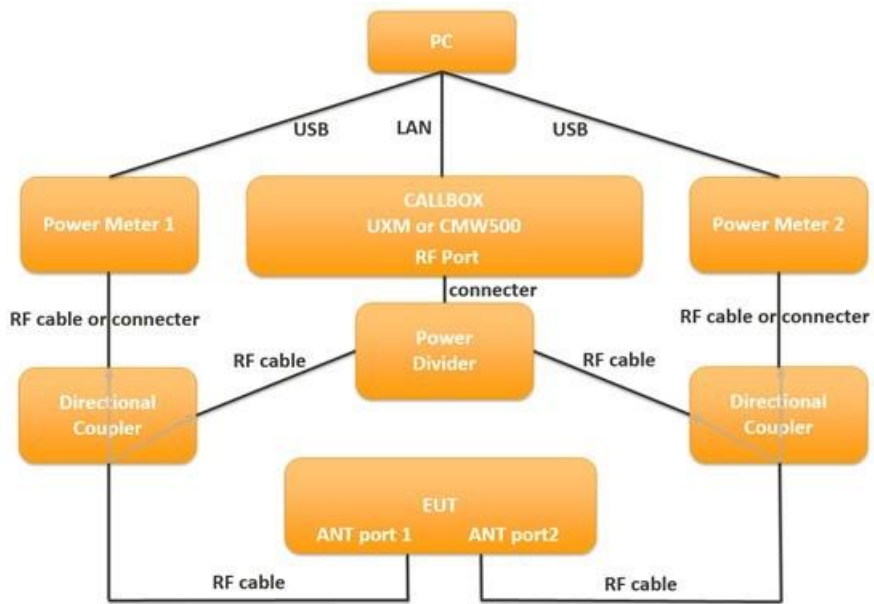 PC
USB
LAN
USB
Power Meter 1
CALLBOX
UXM or CMW500
RF Port
Power Meter 2
connecter
RF cable or connecter
RF cable or connecter
Power
Divider
RF cable
RF cable
Directional
Coupler
Directional
Coupler
EUT
ANT port 1
ANT port2
RF cable
RF cable